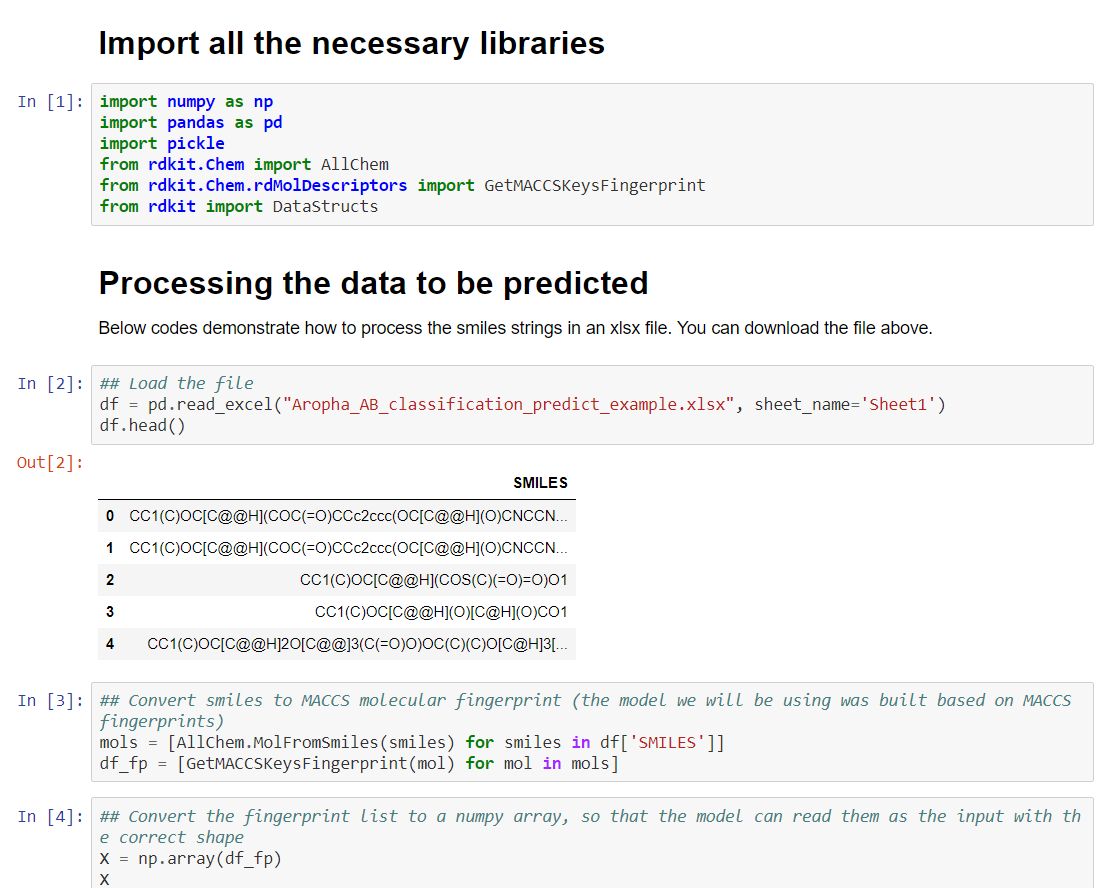 Import all the necessary libraries
In [1]:
import numpy as np
import pandas as pd
import pickle
from rdkit.Chem import AllChem
from rdkit.Chem.rdMolDescriptors import GetMACCSKeysFingerprint
from rdkit import DataStructs
Processing the data to be predicted
Below codes demonstrate how to process the smiles strings in an xlsx file. You can download the file above.
In [2]:
## Load the file
df = pd.read_excel("Aropha_AB_classification_predict_example.xlsx", sheet_name='Sheet1')
df.head()
Out[2]:
SMILES
0 CC1(C)OC[C@@H](COC(=O)CCc2ccc(OC[C@@H](O)CNCCN...
1 CC1(C)OC[C@@H](COC(=O)CCc2ccc(OC[C@@H](O)CNCCN...
2 CC1(C)OC[C@@H](COS(C)(=O)=O)O1
3 CC1(C)OC[C@@H](O)[C@H](O)CO1
4 CC1(C)OC[C@@H]2O[C@@]3(C(=O)O)OC(C)(C)O[C@H]3[...
In [3]:
## Convert smiles to MACCS molecular fingerprint (the model we will be using was built based on MACCS
fingerprints)
mols = [AllChem.MolFromSmiles(smiles) for smiles in df['SMILES']]
df_fp = [GetMACCSKeysFingerprint(mol) for mol in mols]
In [4]:
## Convert the fingerprint list to a numpy array, so that the model can read them as the input with th
e correct shape
X = np.array(df_fp)
X